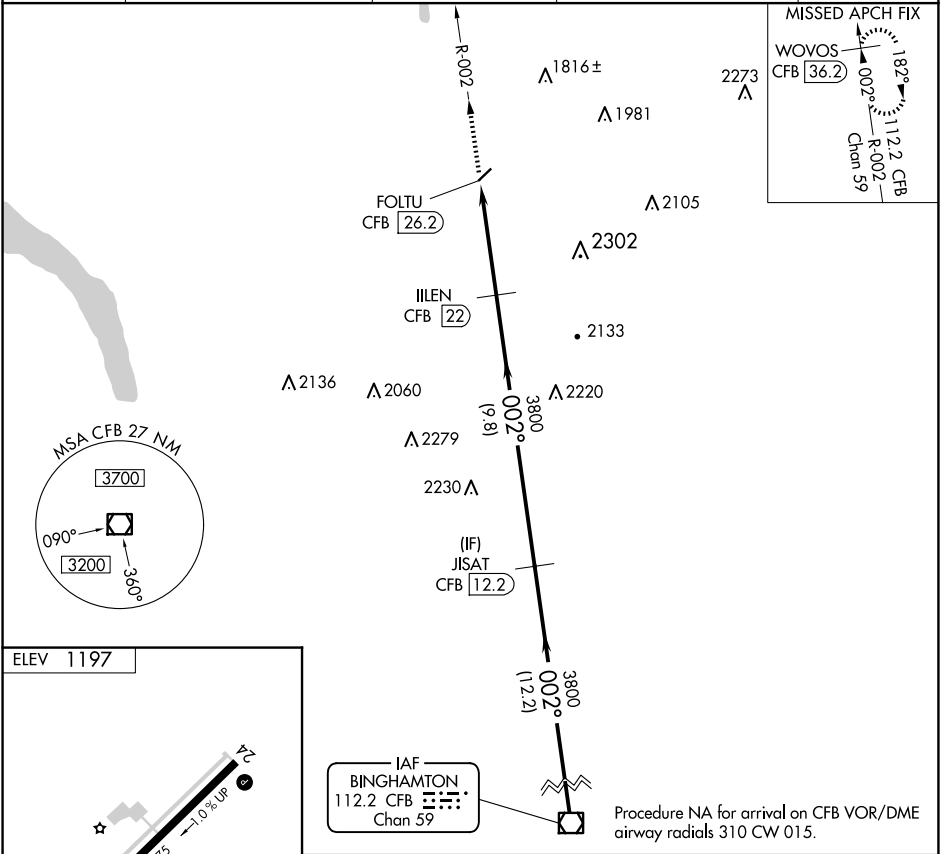 MISSED APCH FIX
WOVOS
CFB 36.2
002°
182°
112.2 CFB
R-002
Chan 59
R-002
1816±
1981
2273
FOLTU
CFB 26.2
2105
2302
IILEN
CFB 22
2133
2136
2060
2220
3800
002°
(9.8)
2279
2230
MSA CFB 27 NM
3700
090°
3200
360°
(IF)
JISAT
CFB 12.2
3800
002°
(12.2)
ELEV 1197
24
P
1.0% UP
75
IAF
BINGHAMTON
112.2 CFB
Chan 59
Procedure NA for arrival on CFB VOR/DME
airway radials 310 CW 015.